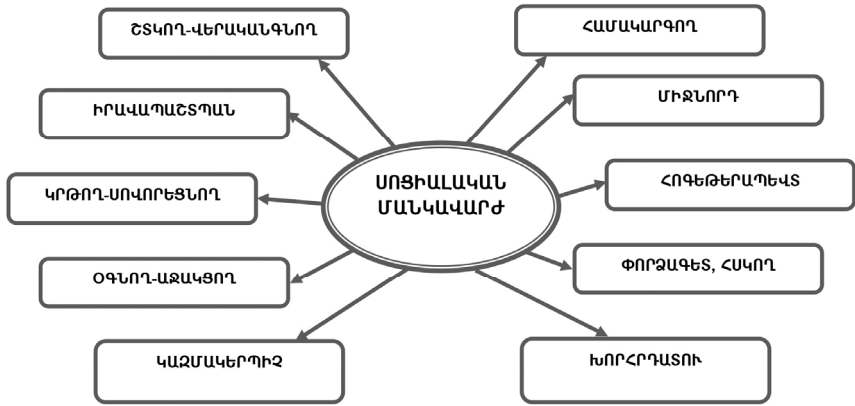 ՇՏԿՈՂ-ՎԵՐԱԿԱՆԳՆՈՂ
ՀԱՄԱԿԱՐԳՈՂ
ԻՐԱՎԱՊԱՇՏՊԱՆ
ՄԻՋՆՈՐԴ
ՍՈՑԻԱԼԱԿԱՆ
ՄԱՆԿԱՎԱՐԺ
ԿՐԹՈՂ-ՍՈՎՈՐԵՑՆՈՂ
ՀՈԳԵԹԵՐԱՊԵՎՏ
ՕԳՆՈՂ-ԱՋԱԿՑՈՂ
ՓՈՐՁԱԳԵՏ, ՀՍԿՈՂ
ԿԱԶՄԱԿԵՐՊԻՉ
ԽՈՐՀՐԴԱՏՈՒ